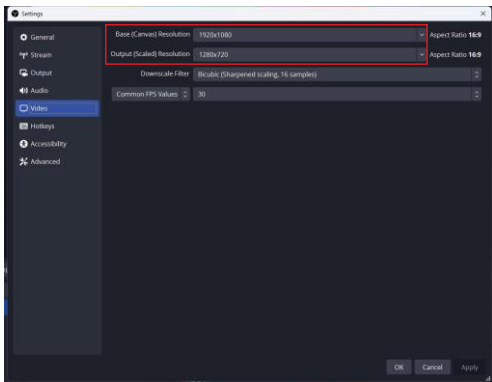 Settings
General
Stream
Output
Audio
Video
Hotkeys
Accessibility
Advanced
Base (Canvas) Resolution 1920x1080 Aspect Ratio 16:9
Output (Scaled) Resolution 1280x720 Aspect Ratio 16:9
Downscale Filter Bicubic (Sharpened scaling, 16 samples)
Common FPS Values 30
OK Cancel Apply